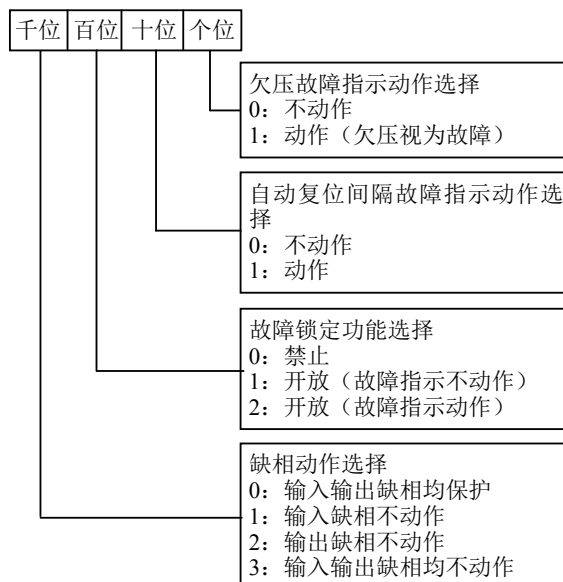 千位 百位 十位 个位
欠压故障指示动作选择
0：不动作
1：动作（欠压视为故障）
自动复位间隔故障指示动作选
择
0：不动作
1：动作
故障锁定功能选择
0：禁止
1：开放（故障指示不动作）
2：开放（故障指示动作）
缺相动作选择
0：输入输出缺相均保护
1：输入缺相不动作
2：输出缺相不动作
3：输入输出缺相均不动作